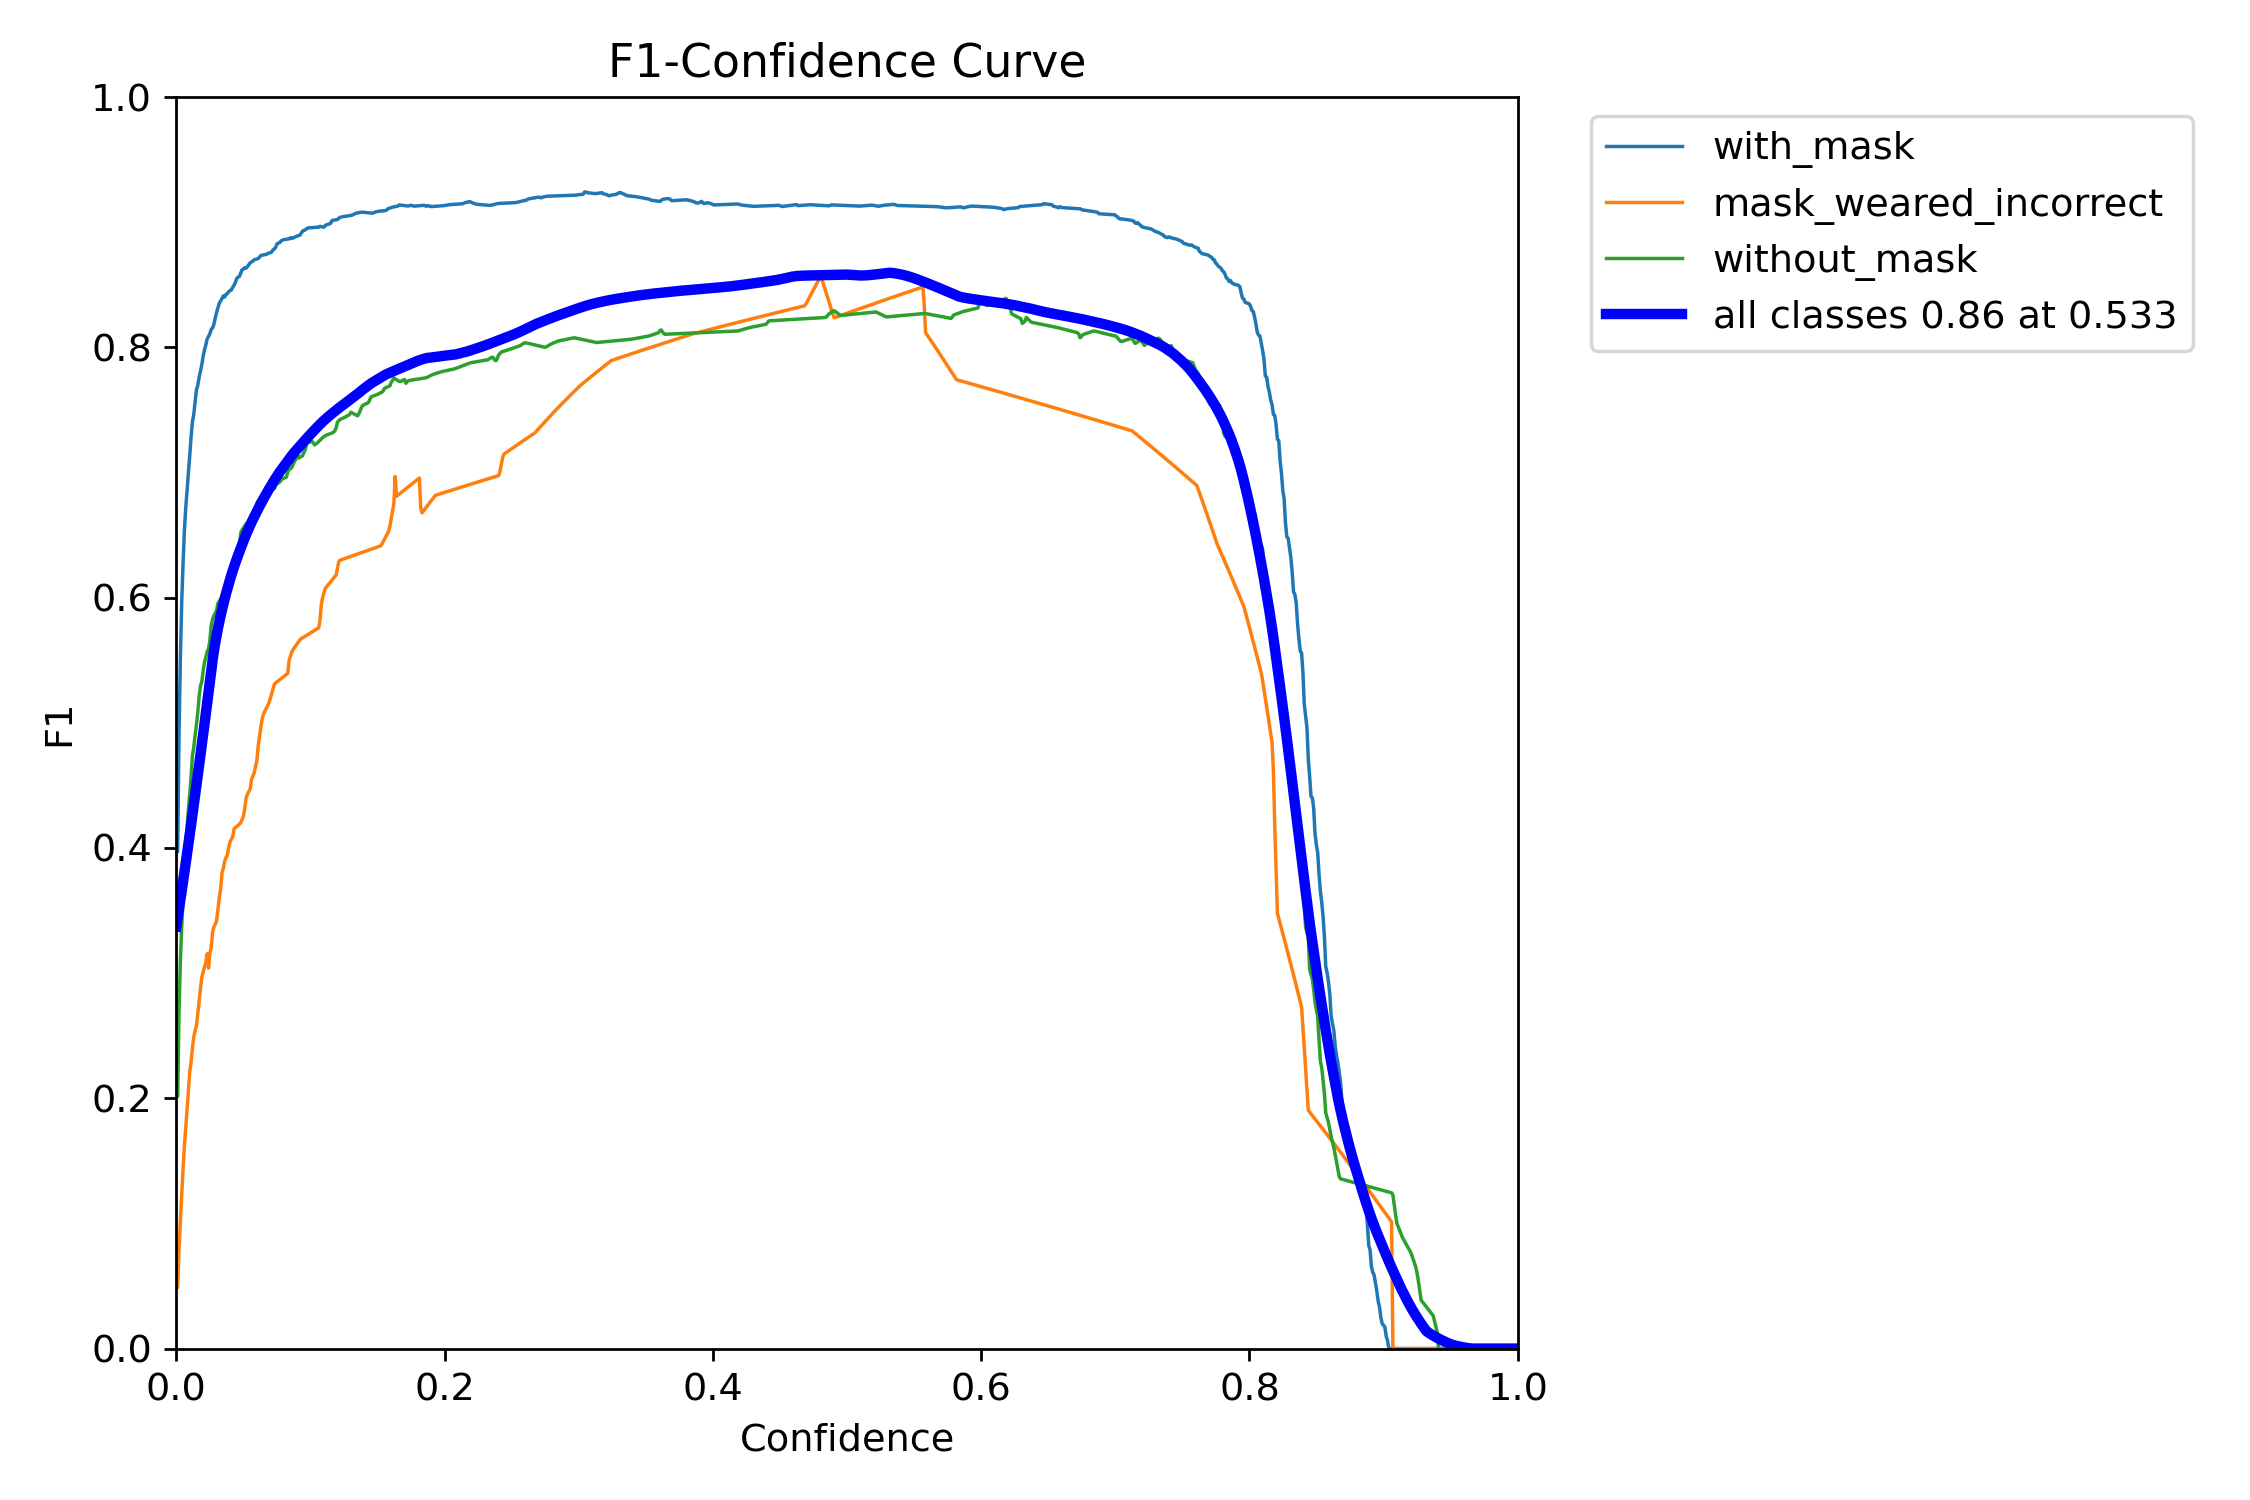 F1-Confidence Curve
1.0
0.8
0.6
0.4
0.2
0.0
F1
0.0 0.2 0.4 0.6 0.8 1.0
Confidence
with_mask
mask_weared_incorrect
without_mask
all classes 0.86 at 0.533